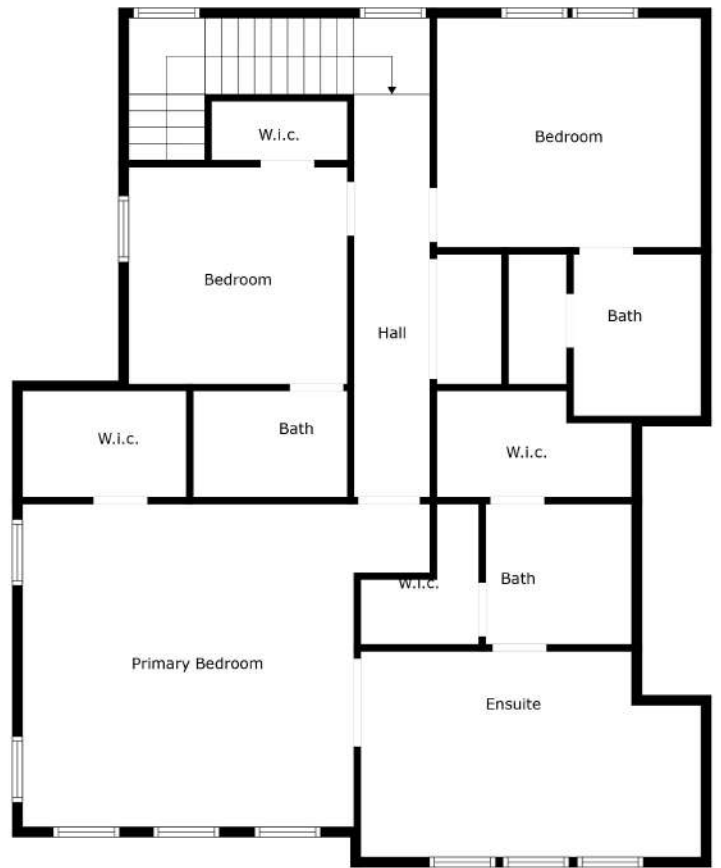 W.i.c.
Bedroom
Bedroom
Bath
Hall
W.i.c.
Bath
W.i.c.
W.i.c.
Bath
Primary Bedroom
Ensuite